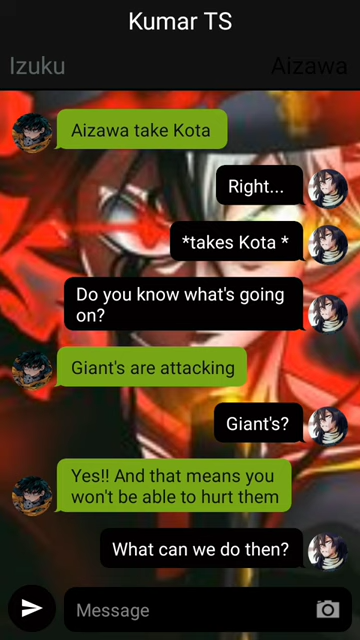 Kumar TS
Izuku
Aizawa
Aizawa take Kota
Right...
*takes Kota *
Do you know what's going
on?
Giant's are attacking
Giant's?
Yes!! And that means you
won't be able to hurt them
What can we do then?
Message